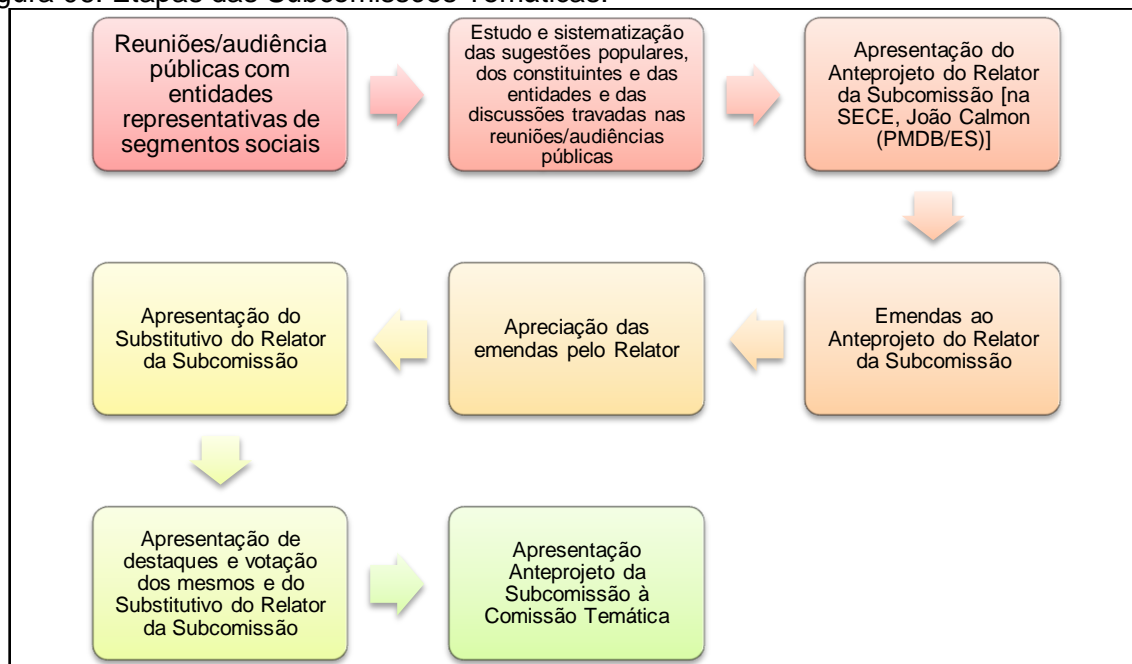 Etapas das Subcomissões Temáticas.
Reuniões/audiência
públicas com
entidades
representativas de
segmentos sociais
Estudo e sistematização
das sugestões populares,
dos constituintes e das
entidades e das
discussões travadas nas
reuniões/audiências
públicas
Apresentação do
Anteprojeto do Relator
da Subcomissão [na
SECE, João Calmon
(PMDB/ES)]
Emendas ao
Anteprojeto do Relator
da Subcomissão
Apreciação das
emendas pelo Relator
Apresentação do
Substitutivo do Relator
da Subcomissão
Apresentação de
destaques e votação
dos mesmos e do
Substitutivo do Relator
da Subcomissão
Apresentação
Anteprojeto da
Subcomissão à
Comissão Temática